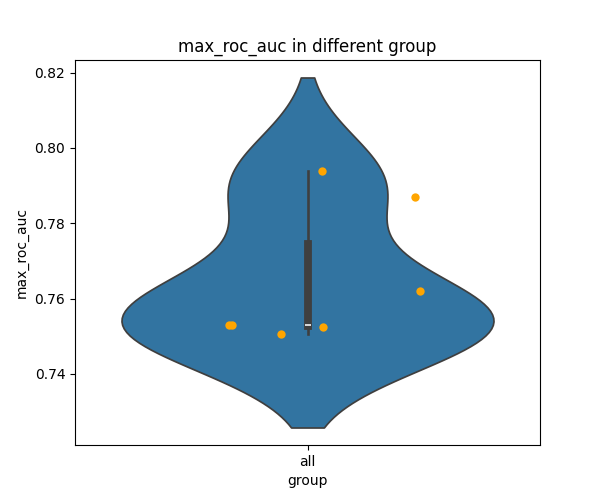 max_roc_auc in different group
0.82
0.80
0.78
0.76
0.74
max_roc_auc
all
group